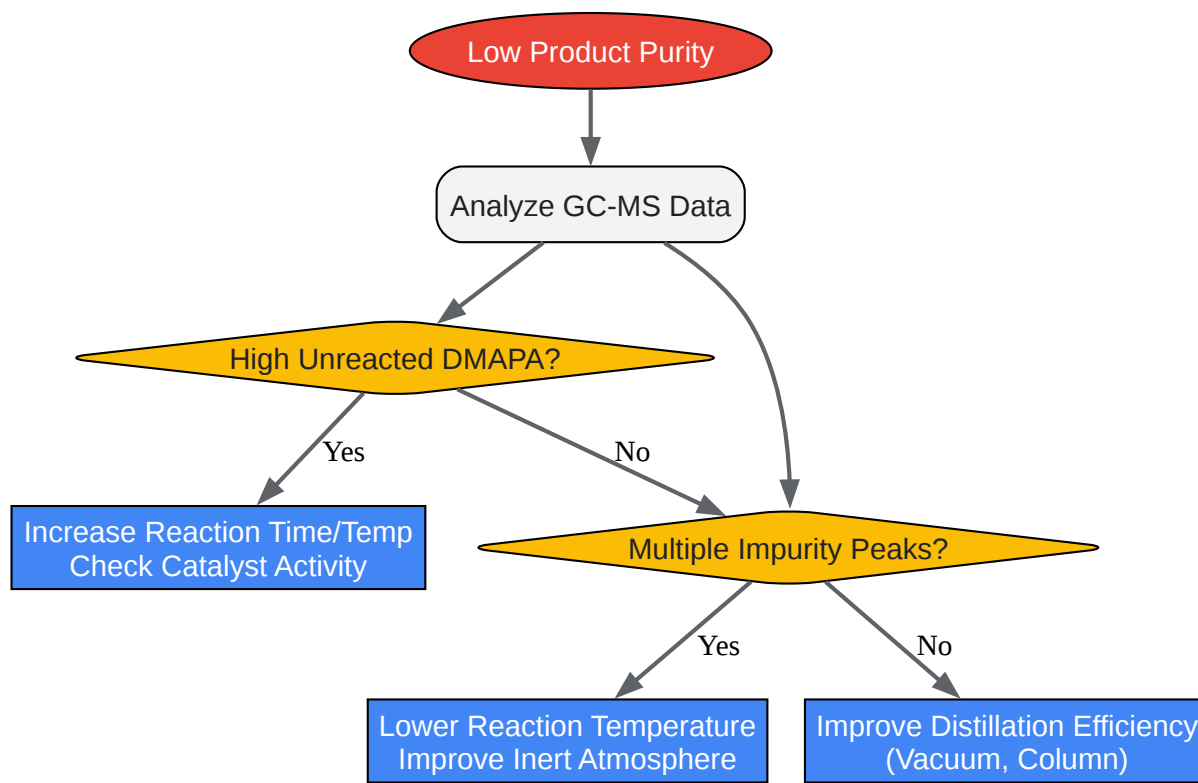 Low Product Purity
Analyze GC-MS Data
High Unreacted DMAPA?
Yes
No
Increase Reaction Time/Temp
Check Catalyst Activity
Multiple Impurity Peaks?
Yes
No
Lower Reaction Temperature
Improve Inert Atmosphere
Improve Distillation Efficiency
(Vacuum, Column)